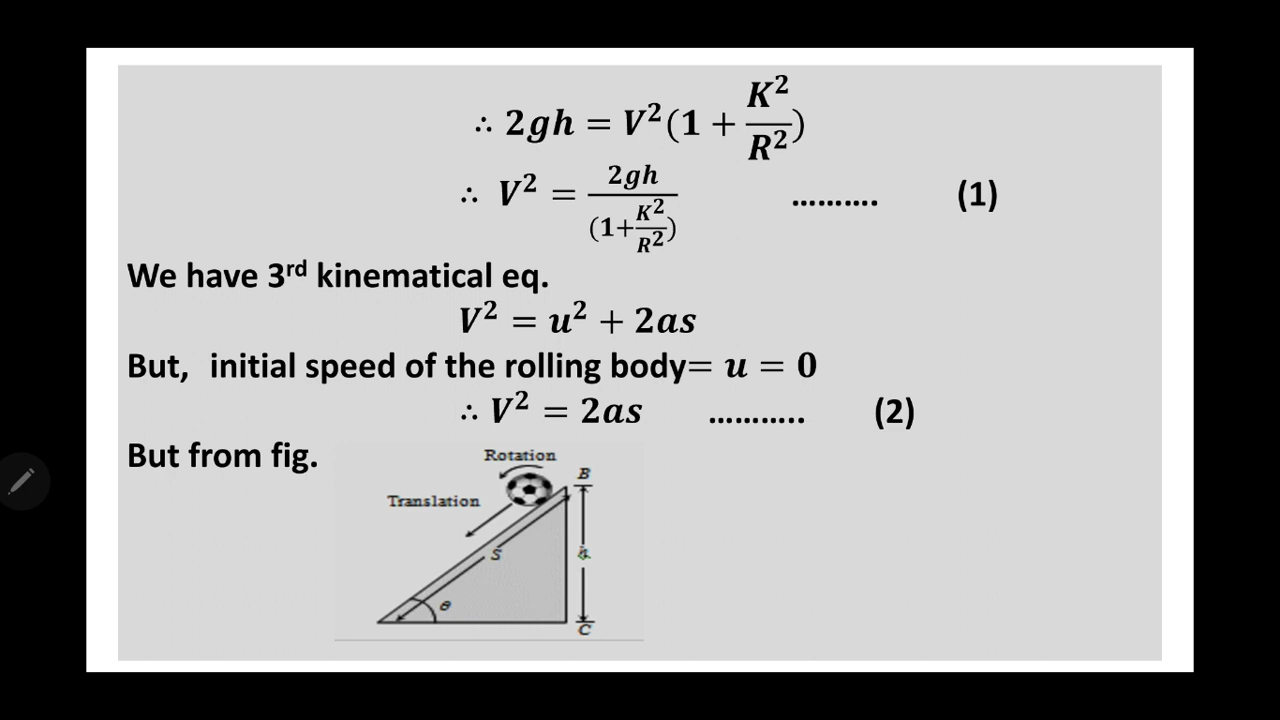 ∴ 2gh = V²(1 + K²/R²)
∴ V² = 2gh/(1+K²/R²) ………. (1)
We have 3rd kinematical eq.
V² = u² + 2as
But, initial speed of the rolling body= u = 0
∴ V² = 2as ……….. (2)
But from fig.
Rotation
B
Translation
S
h
θ
C